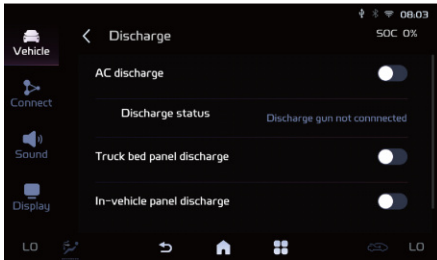 08:03
Vehicle
Discharge
SOC 0%
AC discharge
Connect
Discharge status
Discharge gun not connnected
Sound
Truck bed panel discharge
Display
In-vehicle panel discharge
LO
LO